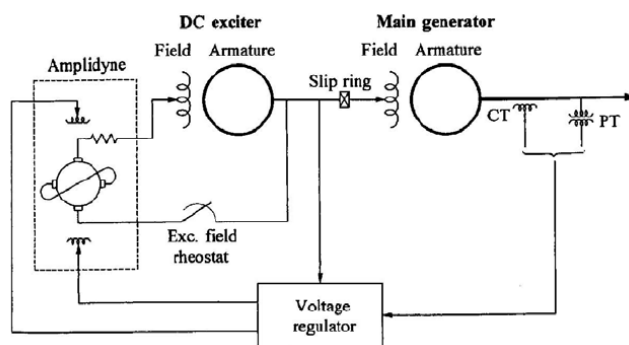 DC exciter
Main generator
Field Armature
Field Armature
Amplidyne
Slip ring
CT
PT
Exc. field
rheostat
Voltage
regulator